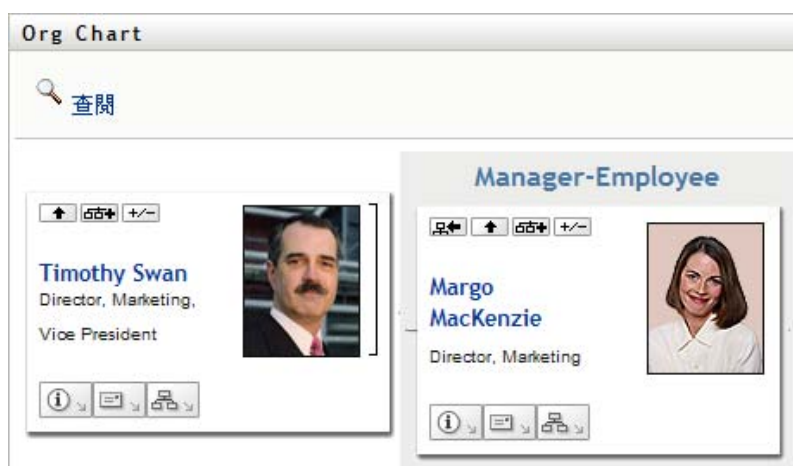 Org Chart
查閱
Manager-Employee
+/−
Timothy Swan
Director, Marketing,
Vice President
+/−
Margo
MacKenzie
Director, Marketing